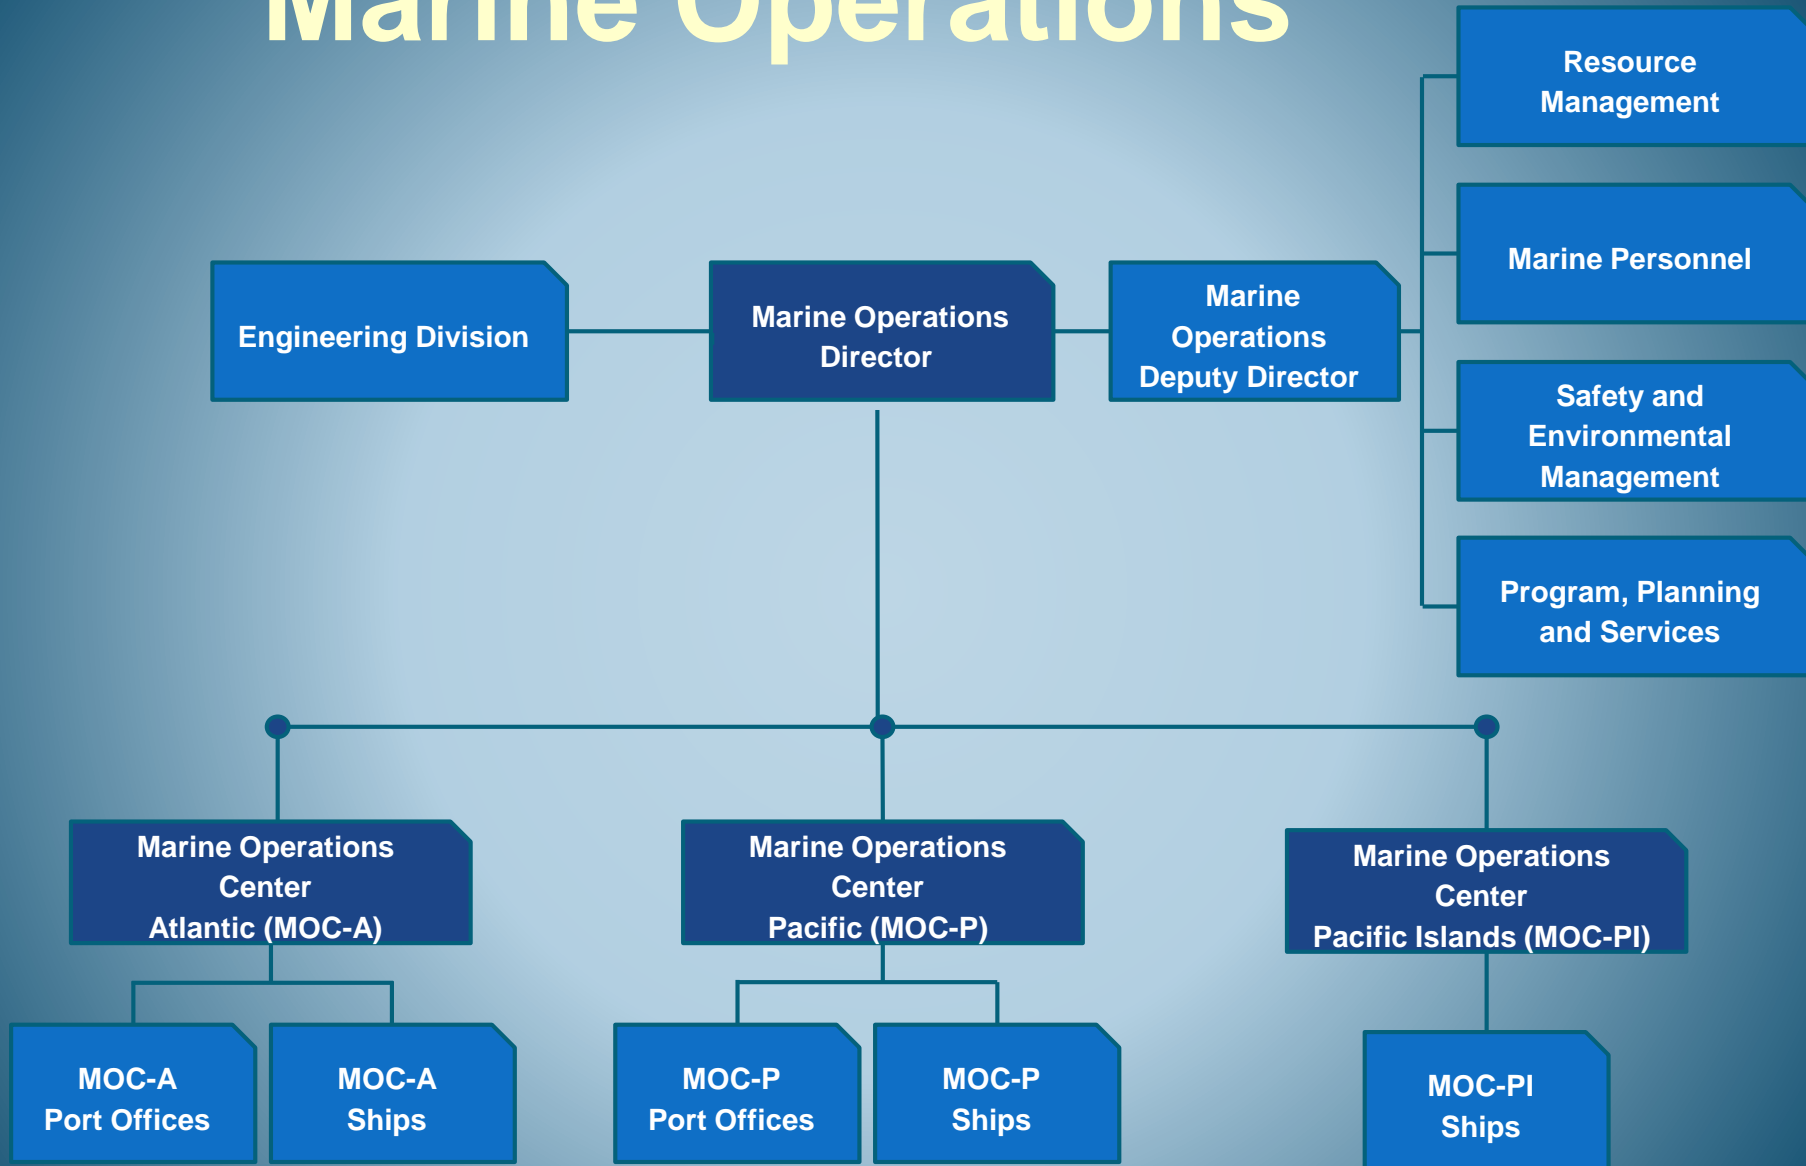 Marine Operations
Resource
Management
Marine Personnel
Engineering Division
Marine Operations
Director
Marine
Operations
Deputy Director
Safety and
Environmental
Management
Program, Planning
and Services
Marine Operations
Center
Atlantic (MOC-A)
Marine Operations
Center
Pacific (MOC-P)
Marine Operations
Center
Pacific Islands (MOC-PI)
MOC-A
Port Offices
MOC-A
Ships
MOC-P
Port Offices
MOC-P
Ships
MOC-PI
Ships